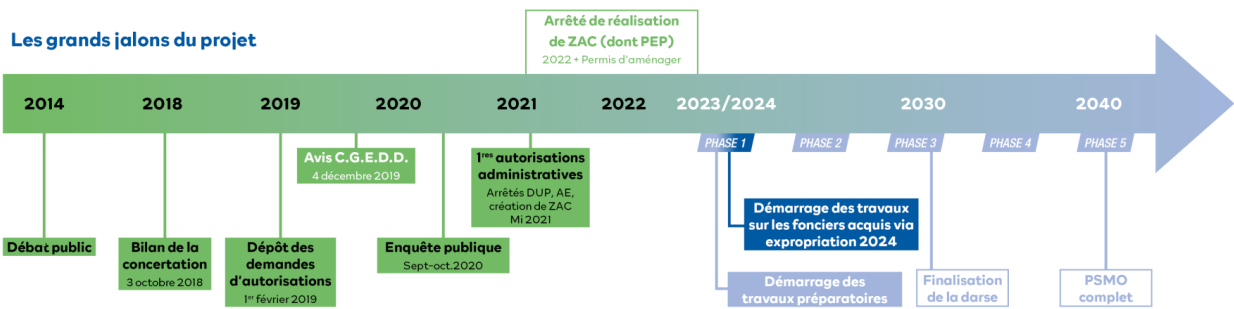 Les grands jalons du projet
Arrêté de réalisation
de ZAC (dont PEP)
2022 + Permis d'aménager
2014
2018
2019
2020
2021
2022
2023/2024
2030
2040
PHASE 1
PHASE 2
PHASE 3
PHASE 4
PHASE 5
Avis C.G.E.D.D.
4 décembre 2019
1res autorisations
administratives
Arrêtés DUP, AE,
création de ZAC
Mi 2021
Démarrage des travaux
sur les fonciers acquis via
expropriation 2024
Débat public
Bilan de la
concertation
3 octobre 2018
Dépôt des
demandes
d'autorisations
1er février 2019
Enquête publique
Sept-oct.2020
Démarrage des
travaux préparatoires
Finalisation
de la darse
PSMO
complet